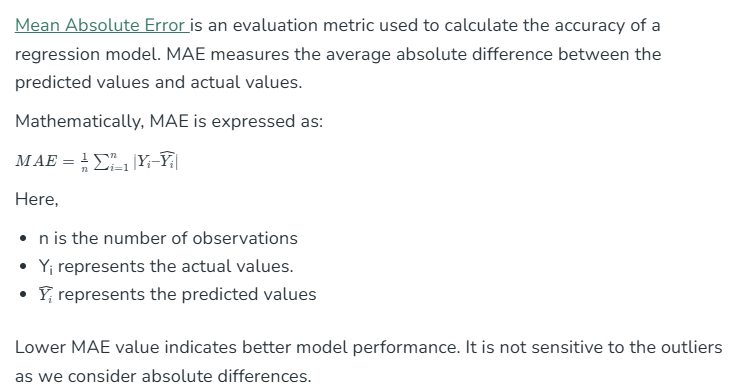 Mean Absolute Error is an evaluation metric used to calculate the accuracy of a
regression model. MAE measures the average absolute difference between the
predicted values and actual values.
Mathematically, MAE is expressed as:
$MAE = \frac{1}{n} \sum_{i=1}^{n} |Y_i – \widehat{Y_i}|$
Here,
• n is the number of observations
• Yᵢ represents the actual values.
• $\widehat{Y_i}$ represents the predicted values
Lower MAE value indicates better model performance. It is not sensitive to the outliers
as we consider absolute differences.